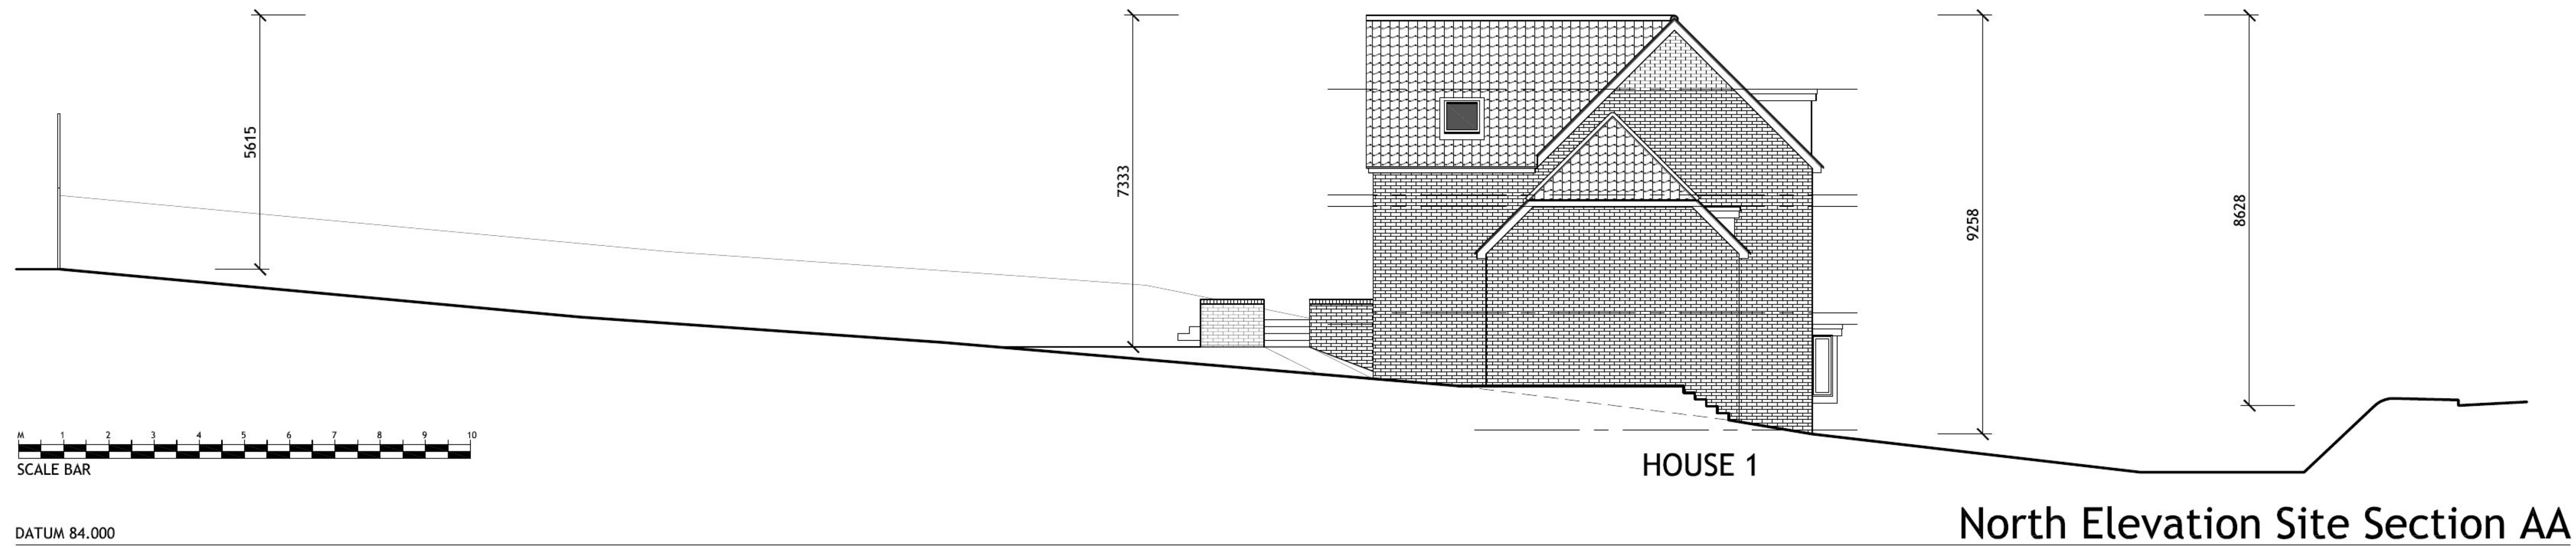 5615
7333
9258
8628
M 1 2 3 4 5 6 7 8 9 10
SCALE BAR
HOUSE 1
DATUM 84.000
North Elevation Site Section AA